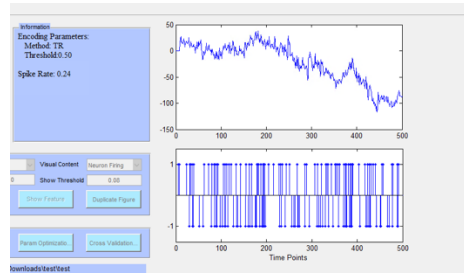 Information
Encoding Parameters:
Method: TR
Threshold:0.50
Spike Rate: 0.24
50
0
-50
-100
-150
0 100 200 300 400 500
Visual Content Neuron Firing
0 Show Threshold 0.50
Show Feature Duplicate Figure
1
-1
0 100 200 300 400 500
Time Points
Param Optimizatio... Cross Validation...
Downloads\test\test